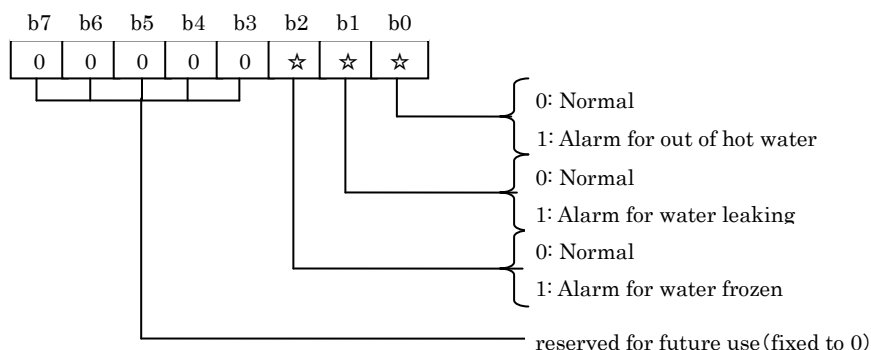 b7 b6 b5 b4 b3 b2 b1 b0
0 0 0 0 0 ☆ ☆ ☆
0: Normal
1: Alarm for out of hot water
0: Normal
1: Alarm for water leaking
0: Normal
1: Alarm for water frozen
reserved for future use(fixed to 0)